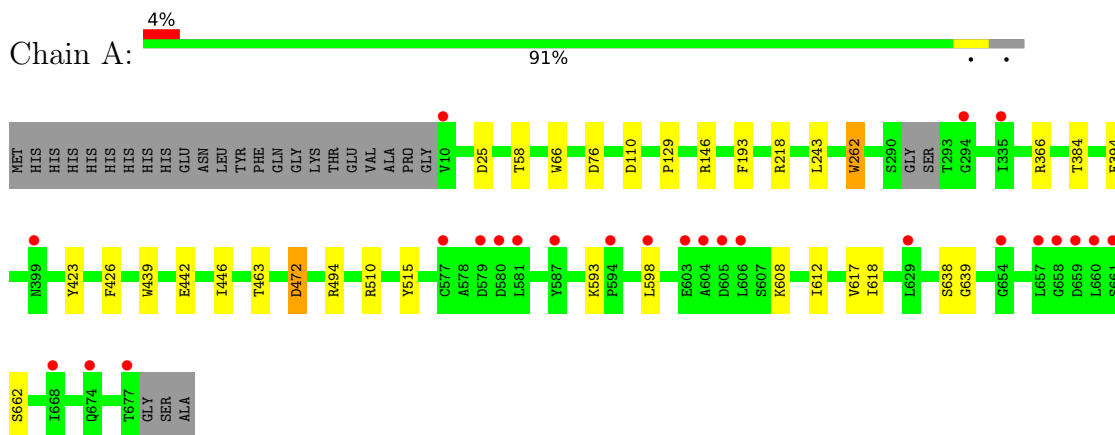 4%
Chain A:
91%
MET HIS HIS HIS HIS HIS HIS HIS HIS GLU ASN LEU TYR PHE GLN GLY LYS THR GLU VAL ALA PRO GLY V10 D25 T58 W66 D76 D110 P129 R146 F193 R218 L243 W262 S290 GLY SER T293 G294 I335 R366 T384
N399 Y423 F426 W439 E442 I446 T463 D472 R494 R510 Y515 C577 A578 D579 D580 L581 Y587 K593 P594 L598 E603 A604 D605 L606 S607 K608 I612 V617 I618 L629 S638 G639 G654 L657 G658 D659 L660 S661
S662 I668 Q674 T677 GLY SER ALA